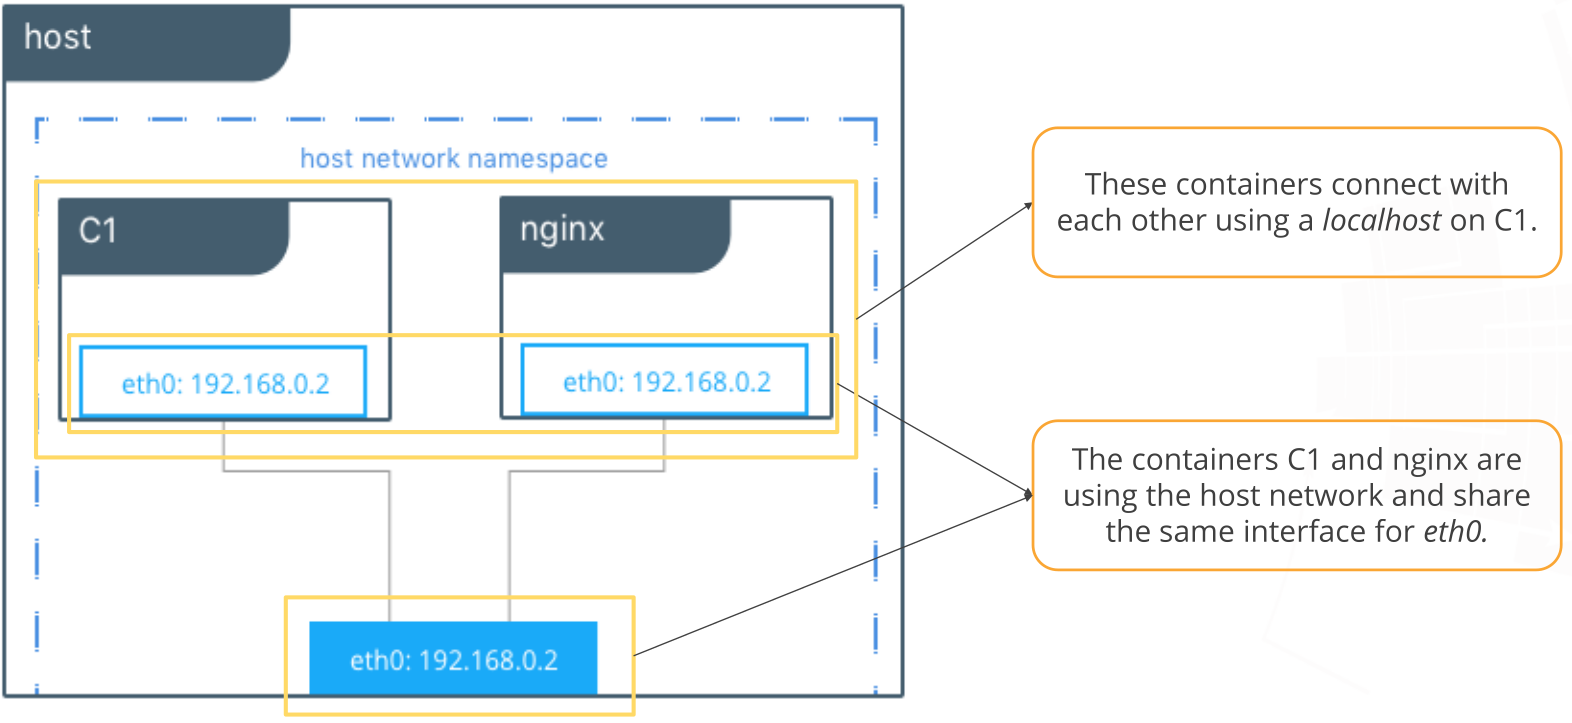 host
host network namespace
C1
nginx
eth0: 192.168.0.2
eth0: 192.168.0.2
eth0: 192.168.0.2
These containers connect with
each other using a localhost on C1.
The containers C1 and nginx are
using the host network and share
the same interface for eth0.